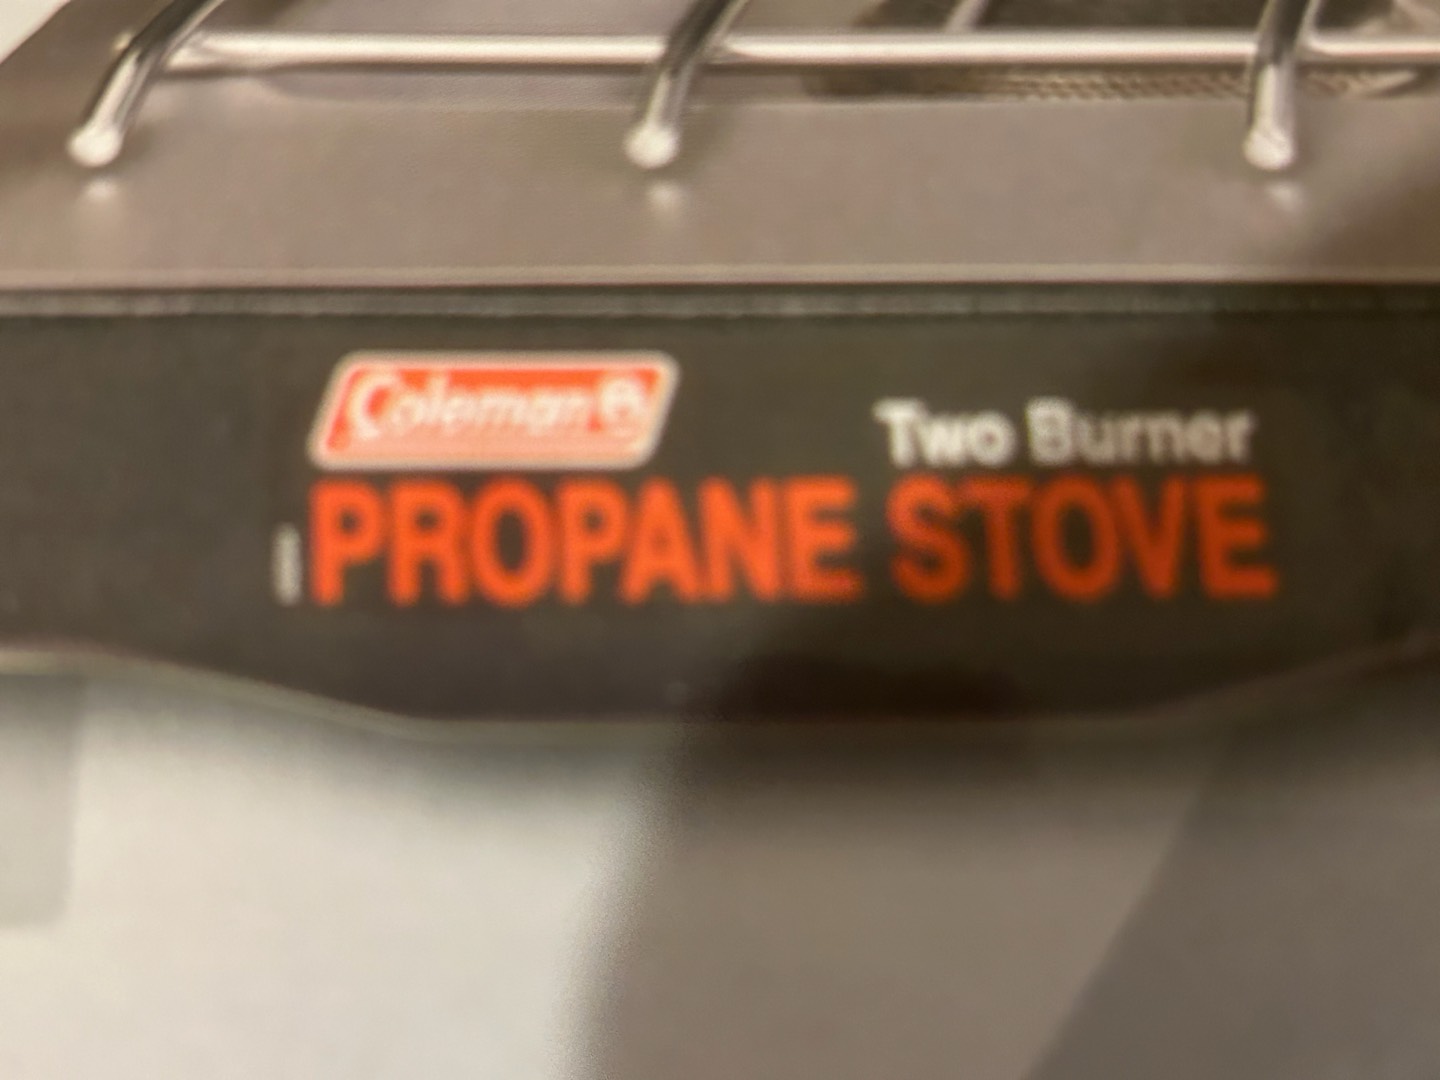 Coleman
Two Burner
PROPANE STOVE